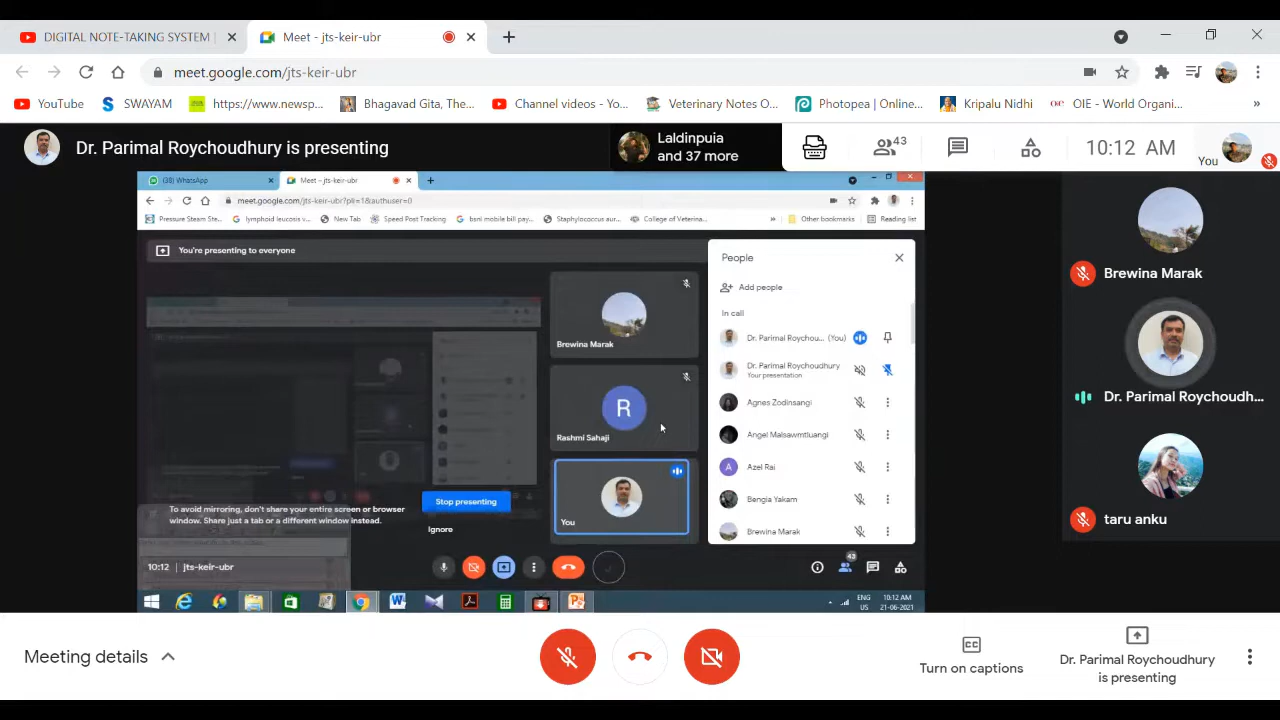 DIGITAL NOTE-TAKING SYSTEM |
Meet - jts-keir-ubr
meet.google.com/jts-keir-ubr
YouTube
SWAYAM
https://www.newsp...
Bhagavad Gita, The...
Channel videos - Yo...
Veterinary Notes O...
Photopea | Online...
Kripalu Nidhi
OIE - World Organi...
»
Dr. Parimal Roychoudhury is presenting
Laldinpuia
and 37 more
43
10:12 AM
You
(38) WhatsApp
Meet – jts-keir-ubr
meet.google.com/jts-keir-ubr?pli=1&authuser=0
Pressure Steam Ste...
lymphoid leucosis v...
New Tab
Speed Post Tracking
bani mobile bill pay...
Staphylococcus aur...
College of Veterina...
»
Other bookmarks
Reading list
You're presenting to everyone
Brewina Marak
R
Rashmi Sahaji
You
To avoid mirroring, don't share your entire screen or browser
window. Share just a tab or a different window instead.
Stop presenting
Ignore
People
Add people
In call
Dr. Parimal Roychou... (You)
Dr. Parimal Roychoudhury
Your presentation
Agnes Zodinsangi
Angel Malsawmtluangi
A
Azel Rai
Bengia Yakam
Brewina Marak
10:12 | jts-keir-ubr
43
ENG
US
10:12 AM
21-06-2021
Brewina Marak
Dr. Parimal Roychoudh...
taru anku
Meeting details
Turn on captions
Dr. Parimal Roychoudhury
is presenting